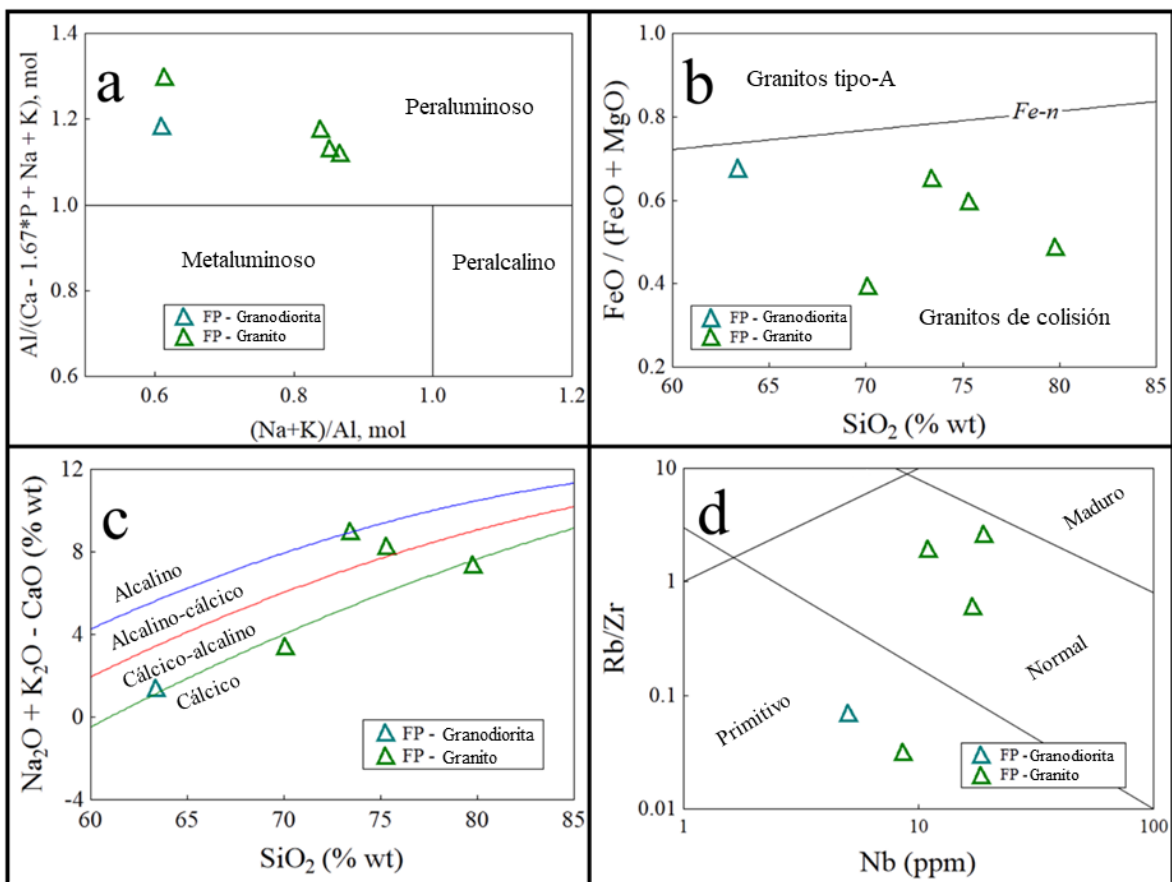 a
1.4
1.2
1.0
0.8
0.6
Al/(Ca - 1.67*P + Na + K), mol
Peraluminoso
Metaluminoso
Peralcalino
FP - Granodiorita
FP - Granito
0.6
0.8
1.0
1.2
(Na+K)/Al, mol
b
1.0
0.8
0.6
0.4
0.2
FeO / (FeO + MgO)
Granitos tipo-A
Fe-n
Granitos de colisión
FP - Granodiorita
FP - Granito
60
65
70
75
80
85
SiO₂ (% wt)
c
12
8
4
0
-4
Na₂O + K₂O - CaO (% wt)
Alcalino
Alcalino-cálcico
Cálcico-alcalino
Cálcico
FP - Granodiorita
FP - Granito
60
65
70
75
80
85
SiO₂ (% wt)
d
10
1
0.1
0.01
Rb/Zr
Maduro
Normal
Primitivo
FP - Granodiorita
FP - Granito
1
10
100
Nb (ppm)